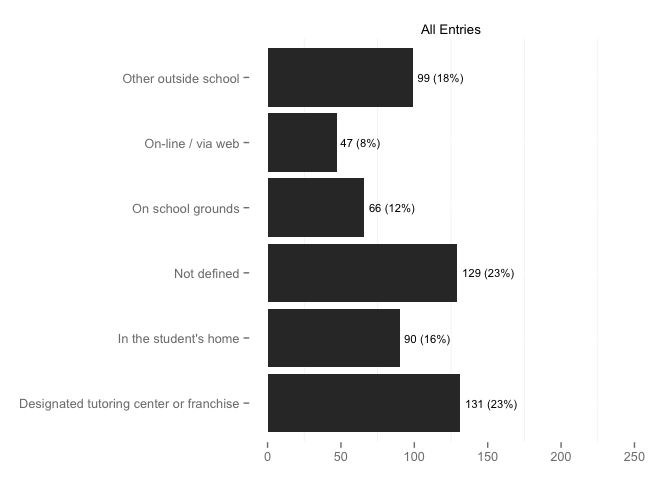 All Entries
Other outside school
99 (18%)
On-line / via web
47 (8%)
On school grounds
66 (12%)
Not defined
129 (23%)
In the student's home
90 (16%)
Designated tutoring center or franchise
131 (23%)
0 50 100 150 200 250